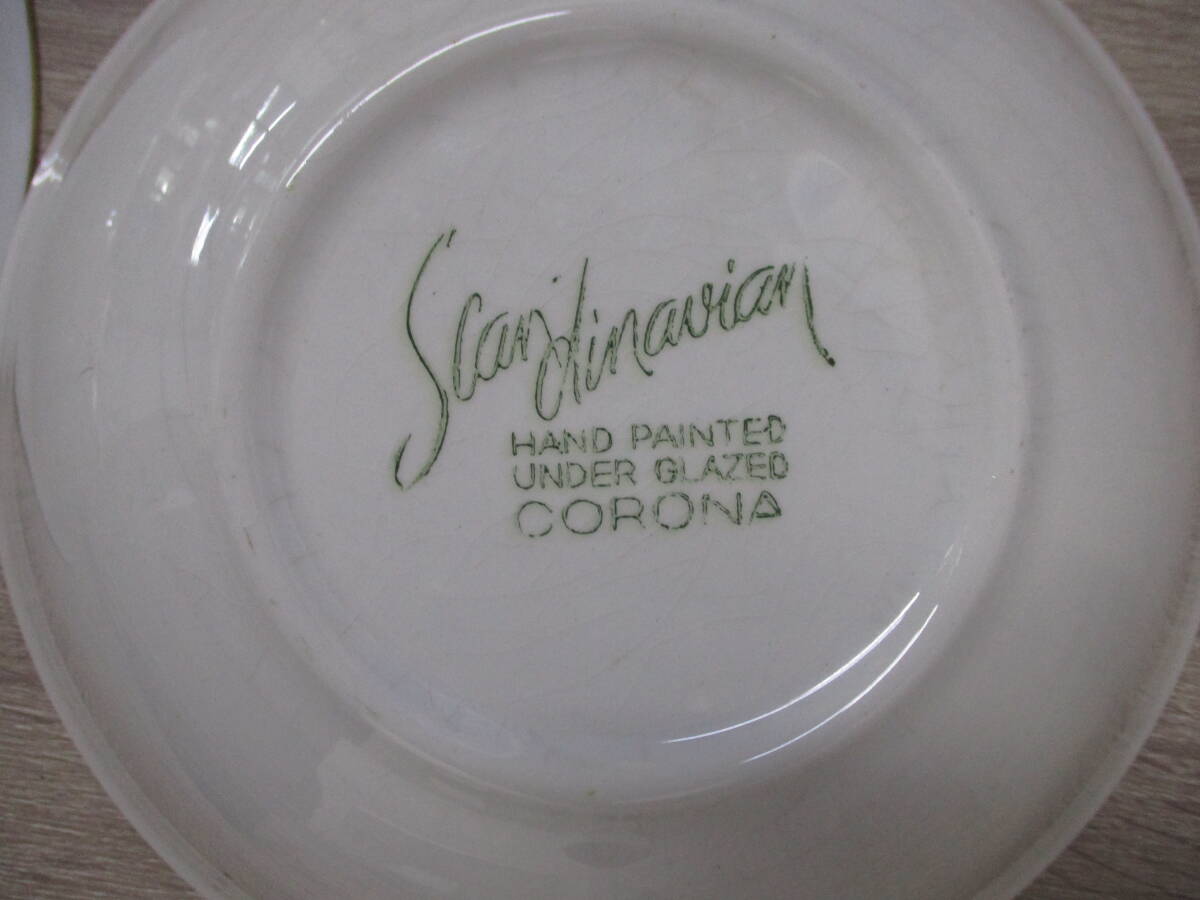 Scandinavian
HAND PAINTED
UNDER GLAZED
CORONA